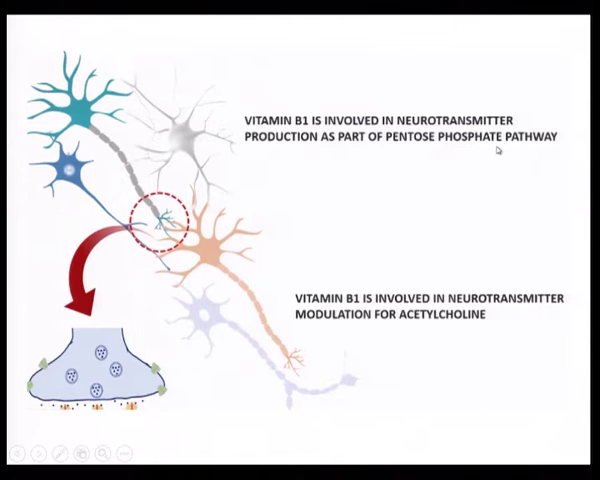 VITAMIN B1 IS INVOLVED IN NEUROTRANSMITTER
PRODUCTION AS PART OF PENTOSE PHOSPHATE PATHWAY
VITAMIN B1 IS INVOLVED IN NEUROTRANSMITTER
MODULATION FOR ACETYLCHOLINE